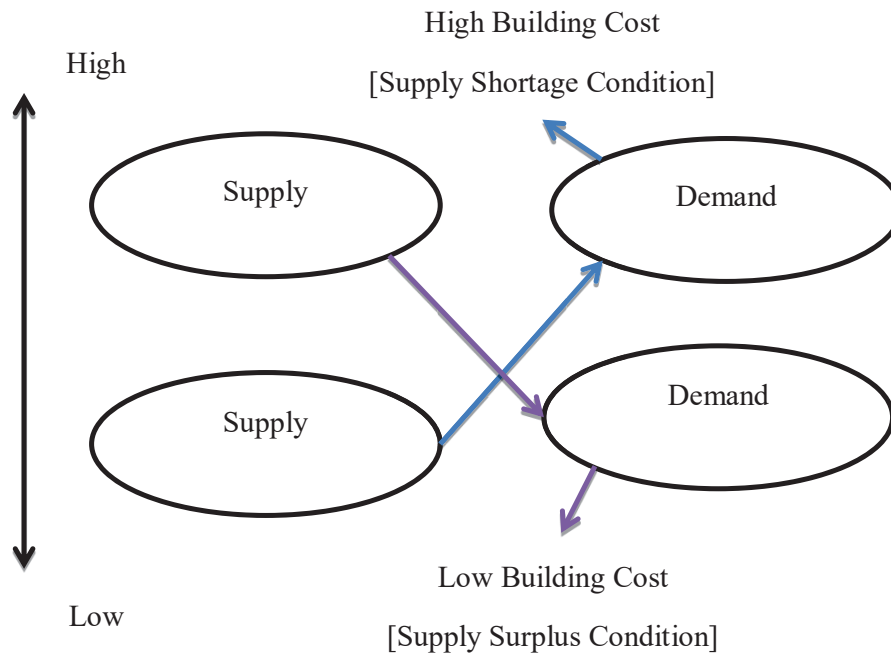 High Building Cost
High
[Supply Shortage Condition]
Supply
Demand
Supply
Demand
Low Building Cost
Low
[Supply Surplus Condition]